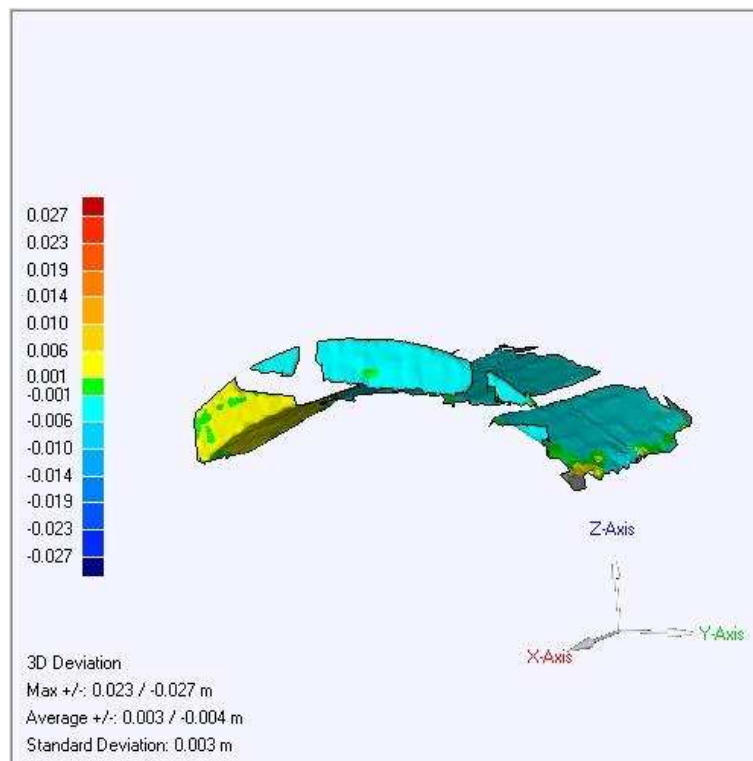 0.027
0.023
0.019
0.014
0.010
0.006
0.001
-0.001
-0.006
-0.010
-0.014
-0.019
-0.023
-0.027
Z-Axis
Y-Axis
X-Axis
3D Deviation
Max +/-: 0.023 / -0.027 m
Average +/-: 0.003 / -0.004 m
Standard Deviation: 0.003 m